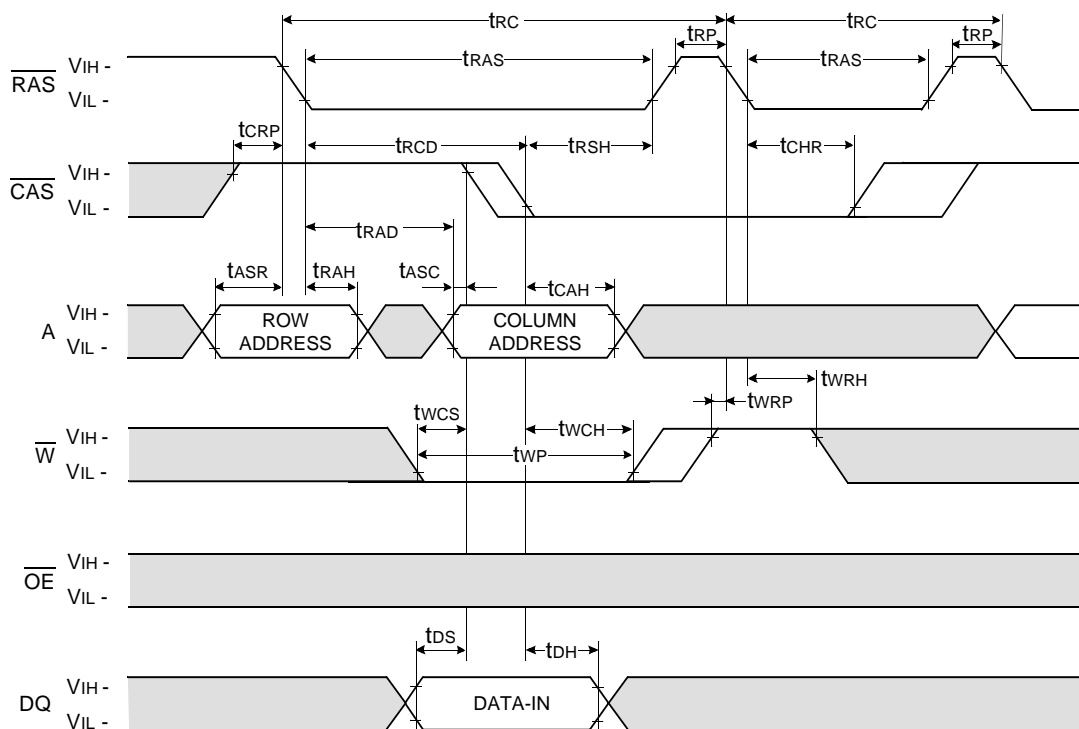 tRC tRC
tRP tRP
tRAS tRAS
RAS VIH -
VIL -
tCRP tRCD tRSH tCHR
CAS VIH -
VIL -
tRAD
tASR tRAH tASC tCAH
A VIH -
VIL -
ROW ADDRESS
COLUMN ADDRESS
tWRH
tWRP
tWCS tWCH
tWP
W VIH -
VIL -
OE VIH -
VIL -
tDS tDH
DQ VIH -
VIL -
DATA-IN